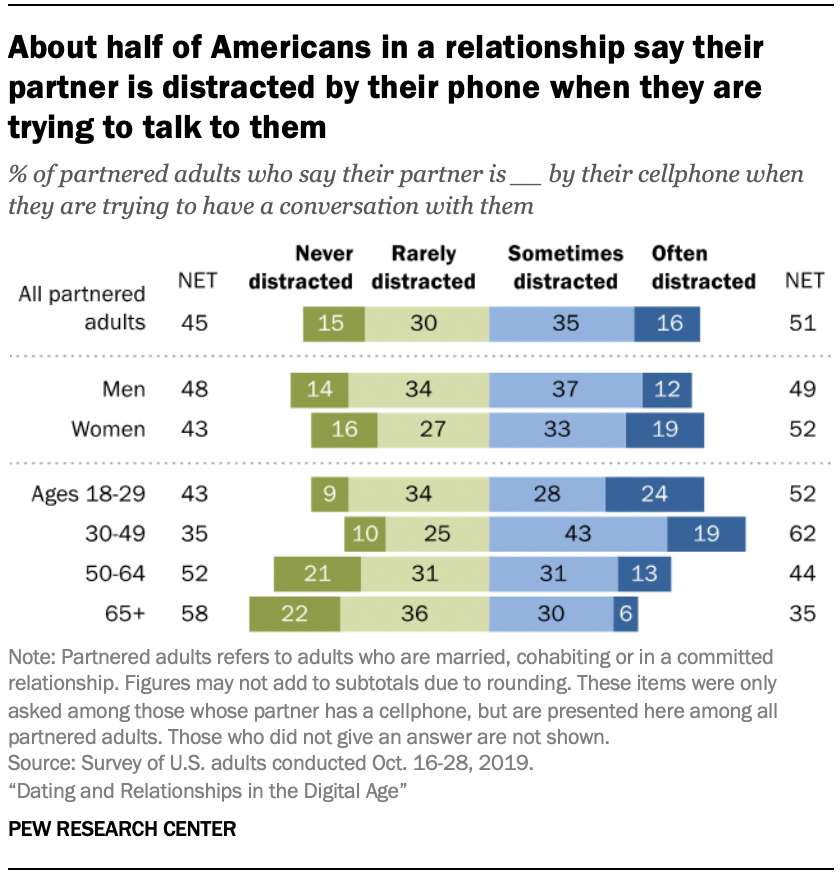 About half of Americans in a relationship say their
partner is distracted by their phone when they are
trying to talk to them
% of partnered adults who say their partner is __ by their cellphone when
they are trying to have a conversation with them
NET Never distracted Rarely distracted Sometimes distracted Often distracted NET
All partnered adults 45 15 30 35 16 51
Men 48 14 34 37 12 49
Women 43 16 27 33 19 52
Ages 18-29 43 9 34 28 24 52
30-49 35 10 25 43 19 62
50-64 52 21 31 31 13 44
65+ 58 22 36 30 6 35
Note: Partnered adults refers to adults who are married, cohabiting or in a committed
relationship. Figures may not add to subtotals due to rounding. These items were only
asked among those whose partner has a cellphone, but are presented here among all
partnered adults. Those who did not give an answer are not shown.
Source: Survey of U.S. adults conducted Oct. 16-28, 2019.
“Dating and Relationships in the Digital Age”
PEW RESEARCH CENTER